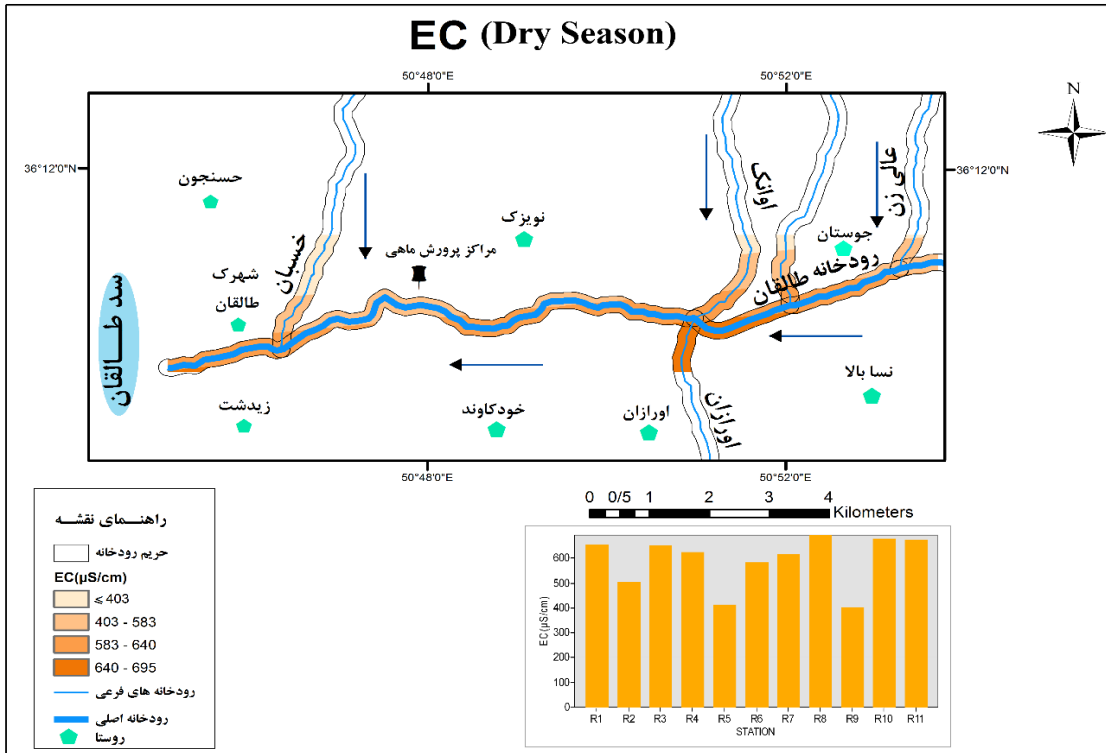 EC (Dry Season)
50°48'0"E
50°52'0"E
N
36°12'0"N
36°12'0"N
حسنجون
خسبان
نویزک
مراکز پرورش ماهی
اوانک
جوستان
عالی زن
رودخانه طالقان
شهرک
طالقان
سد طالقان
زیدشت
خودکاوند
اورازان
اورازان
نسا بالا
50°48'0"E
50°52'0"E
راهنمای نقشه
حریم رودخانه
EC(µS/cm)
⩽ 403
403 - 583
583 - 640
640 - 695
رودخانه های فرعی
رودخانه اصلی
روستا
0 0/5 1 2 3 4
Kilometers
EC(µS/cm)
600
500
400
300
200
100
0
R1 R2 R3 R4 R5 R6 R7 R8 R9 R10 R11
STATION